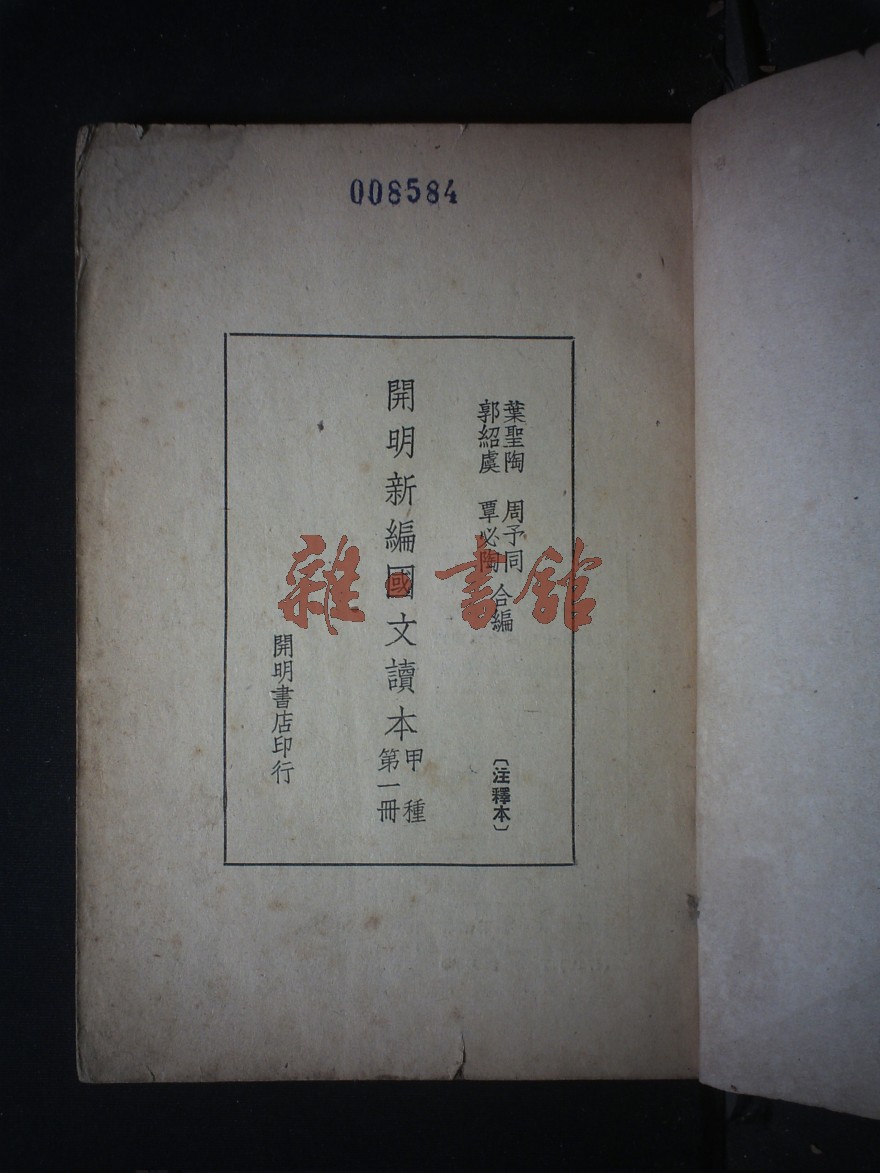 008584
葉聖陶 周予同
郭紹虞 覃必陶
合編
〔注釋本〕
開明新編國文讀本
甲種
第一冊
開明書店印行
雜書館